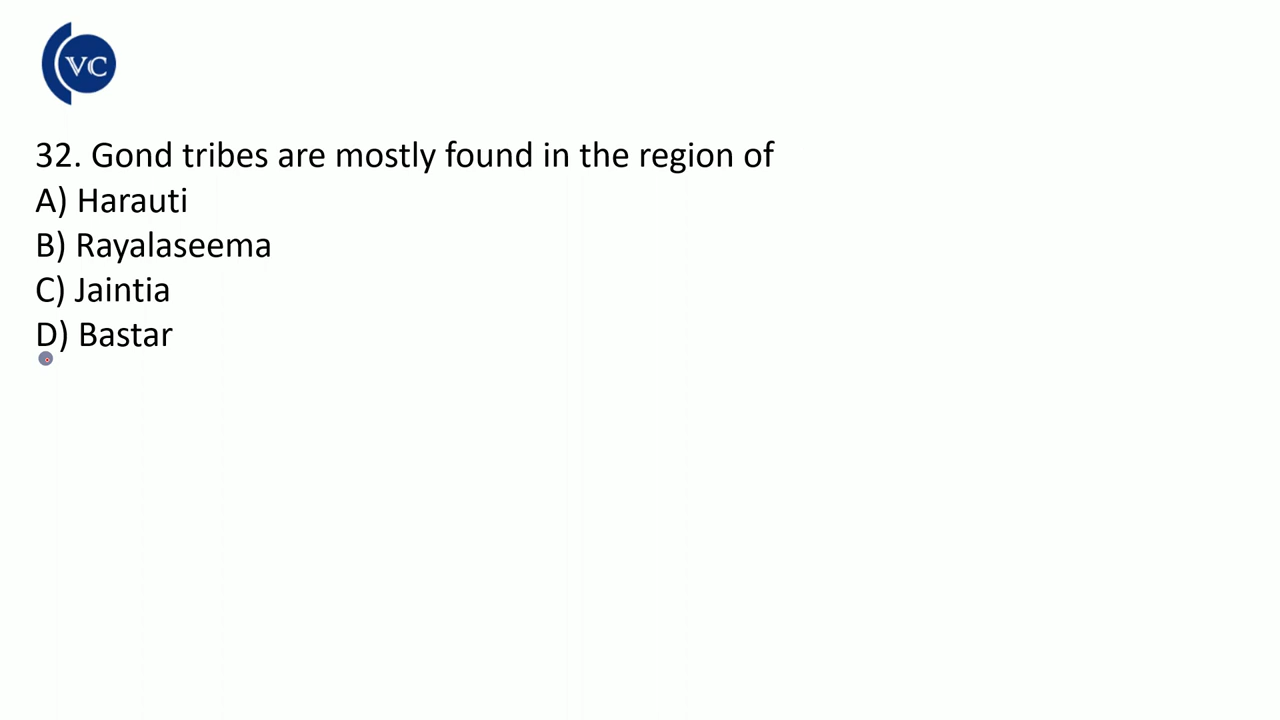 VC
32. Gond tribes are mostly found in the region of
A) Harauti
B) Rayalaseema
C) Jaintia
D) Bastar